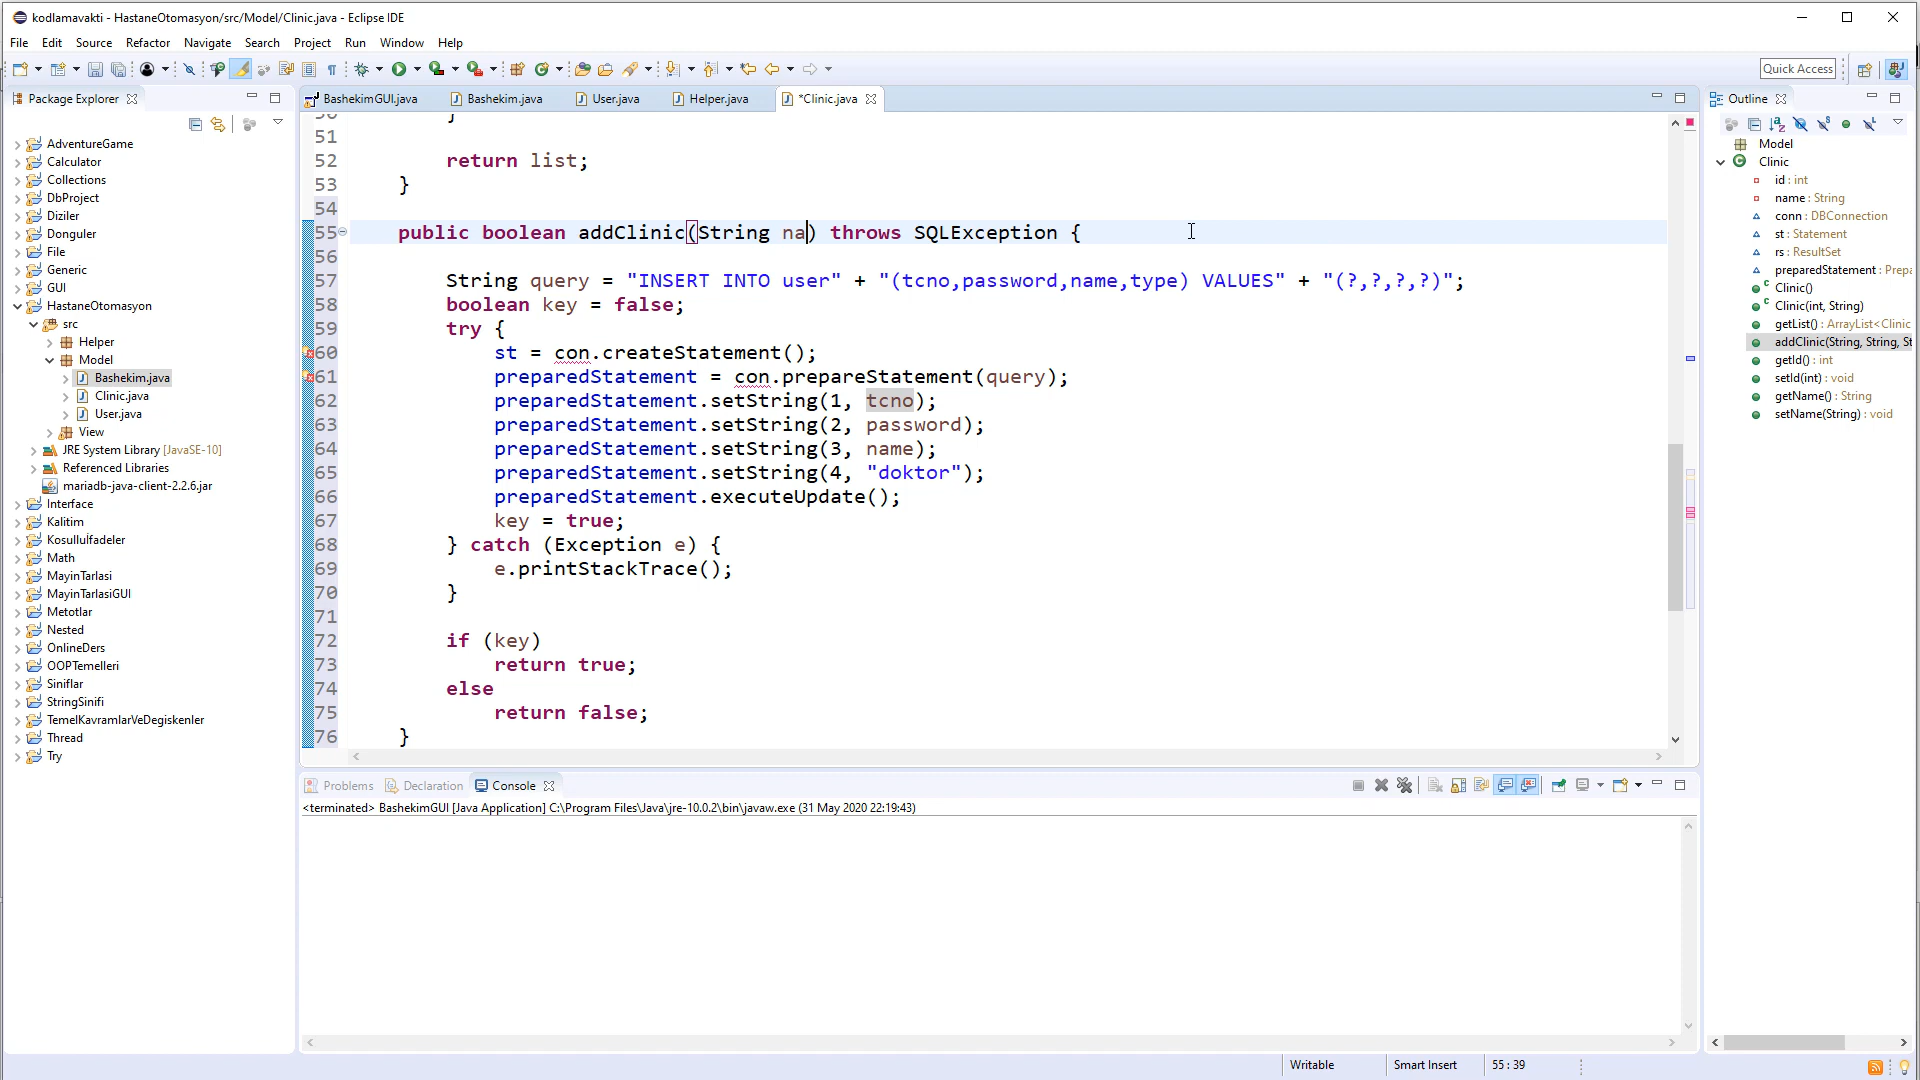 kodlamavakti - HastaneOtomasyon/src/Model/Clinic.java - Eclipse IDE
File Edit Source Refactor Navigate Search Project Run Window Help
Quick Access
Package Explorer
AdventureGame
Calculator
Collections
DbProject
Diziler
Donguler
File
Generic
GUI
HastaneOtomasyon
src
Helper
Model
Bashekim.java
Clinic.java
User.java
View
JRE System Library [JavaSE-10]
Referenced Libraries
mariadb-java-client-2.2.6.jar
Interface
Kalitim
KosulluIfadeler
Math
MayinTarlasi
MayinTarlasiGUI
Metotlar
Nested
OnlineDers
OOPTemelleri
Siniflar
StringSinifi
TemelKavramlarVeDegiskenler
Thread
Try
BashekimGUI.java Bashekim.java User.java Helper.java *Clinic.java
50 }
51
52 return list;
53 }
54
55 public boolean addClinic(String na) throws SQLException {
56
57 String query = "INSERT INTO user" + "(tcno,password,name,type) VALUES" + "(?,?,?,?)";
58 boolean key = false;
59 try {
60 st = con.createStatement();
61 preparedStatement = con.prepareStatement(query);
62 preparedStatement.setString(1, tcno);
63 preparedStatement.setString(2, password);
64 preparedStatement.setString(3, name);
65 preparedStatement.setString(4, "doktor");
66 preparedStatement.executeUpdate();
67 key = true;
68 } catch (Exception e) {
69 e.printStackTrace();
70 }
71
72 if (key)
73 return true;
74 else
75 return false;
76 }
Problems Declaration Console
<terminated> BashekimGUI [Java Application] C:\Program Files\Java\jre-10.0.2\bin\javaw.exe (31 May 2020 22:19:43)
Outline
Model
Clinic
id : int
name : String
conn : DBConnection
st : Statement
rs : ResultSet
preparedStatement : Prepa
Clinic()
Clinic(int, String)
getList() : ArrayList<Clinic
addClinic(String, String, St
getId() : int
setId(int) : void
getName() : String
setName(String) : void
Writable Smart Insert 55 : 39